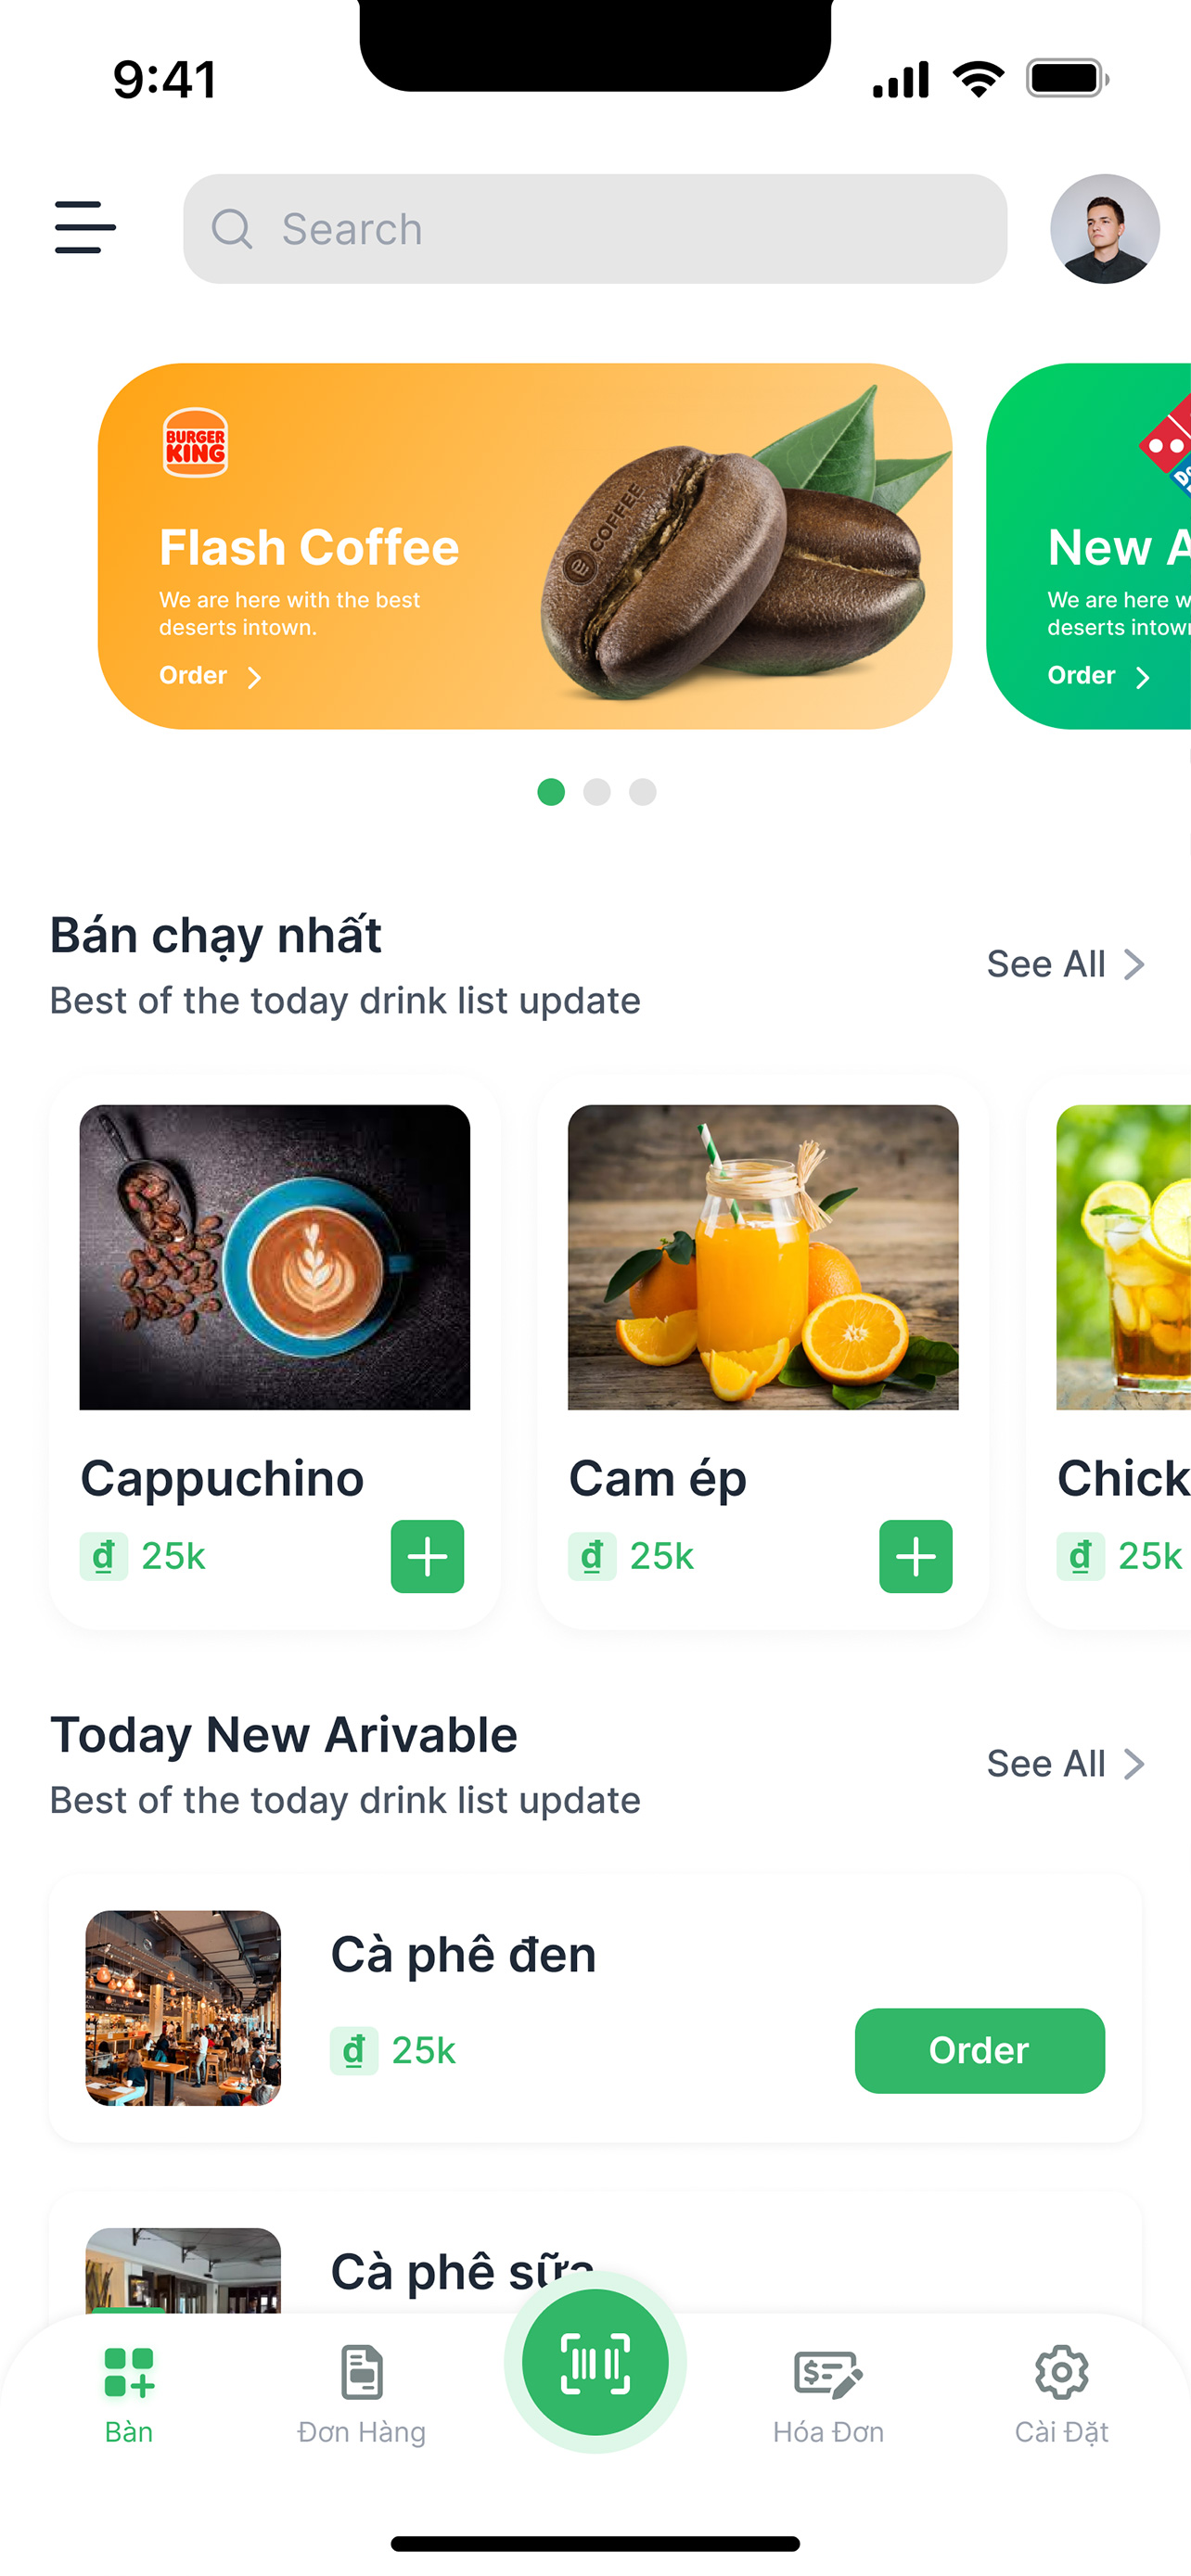 9:41
Search
BURGER
KING
Flash Coffee
We are here with the best
deserts intown.
Order
COFFEE
New A
We are here w
deserts intown
Order
Bán chạy nhất
Best of the today drink list update
See All
Cappuchino
đ 25k
Cam ép
đ 25k
Chick
đ 25k
Today New Arivable
Best of the today drink list update
See All
Cà phê đen
đ 25k
Order
Cà phê sữa
Bàn
Đơn Hàng
Hóa Đơn
Cài Đặt